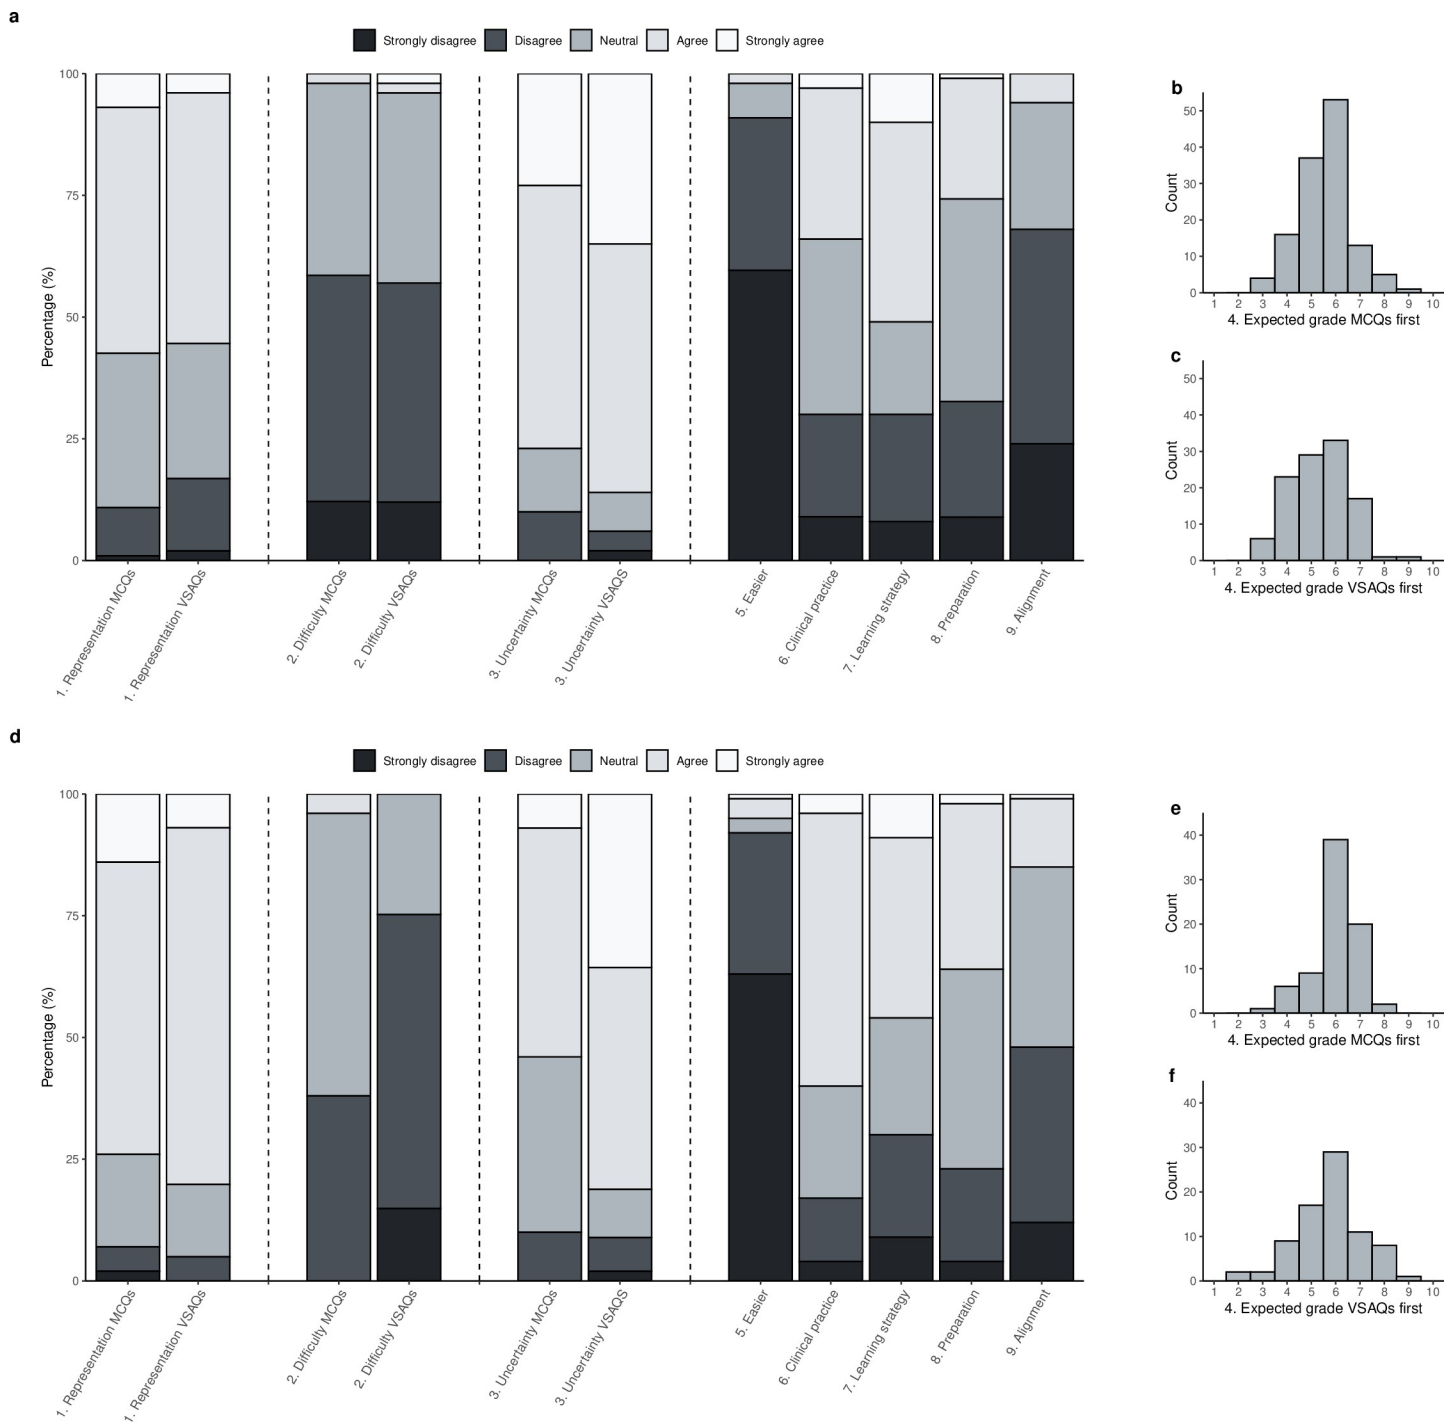 a
Strongly disagree Disagree Neutral Agree Strongly agree
Percentage (%)
100
75
50
25
0
1. Representation MCQs
1. Representation VSAQs
2. Difficulty MCQs
2. Difficulty VSAQs
3. Uncertainty MCQs
3. Uncertainty VSAQS
5. Easier
6. Clinical practice
7. Learning strategy
8. Preparation
9. Alignment
b
Count
50
40
30
20
10
0
1 2 3 4 5 6 7 8 9 10
4. Expected grade MCQs first
c
Count
50
40
30
20
10
0
1 2 3 4 5 6 7 8 9 10
4. Expected grade VSAQs first
d
Strongly disagree Disagree Neutral Agree Strongly agree
Percentage (%)
100
75
50
25
0
1. Representation MCQs
1. Representation VSAQs
2. Difficulty MCQs
2. Difficulty VSAQs
3. Uncertainty MCQs
3. Uncertainty VSAQS
5. Easier
6. Clinical practice
7. Learning strategy
8. Preparation
9. Alignment
e
Count
40
30
20
10
0
1 2 3 4 5 6 7 8 9 10
4. Expected grade MCQs first
f
Count
40
30
20
10
0
1 2 3 4 5 6 7 8 9 10
4. Expected grade VSAQs first